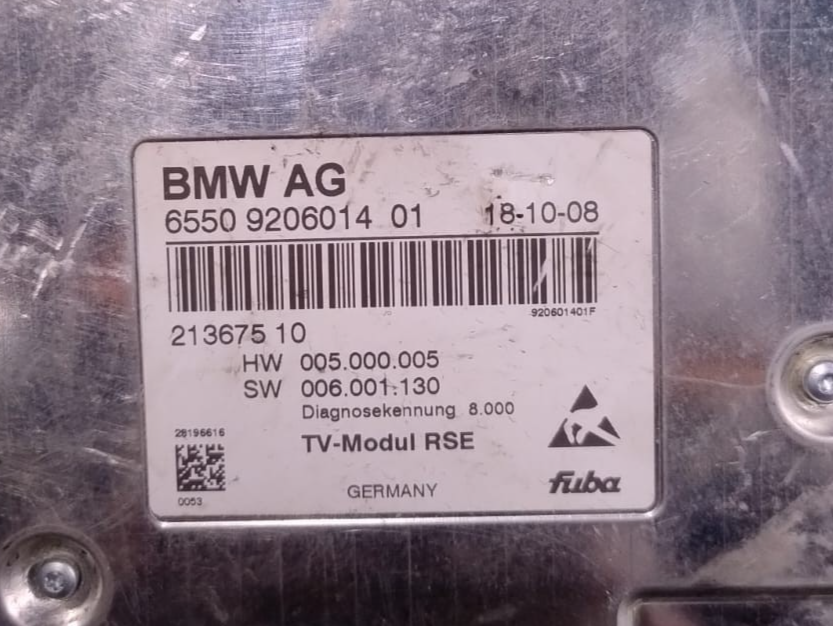 BMW AG
6550 9206014 01 18-10-08
920601401F
213675 10
HW 005.000.005
SW 006.001.130
Diagnosekennung 8.000
28196616
TV-Modul RSE
0053
GERMANY
fuba